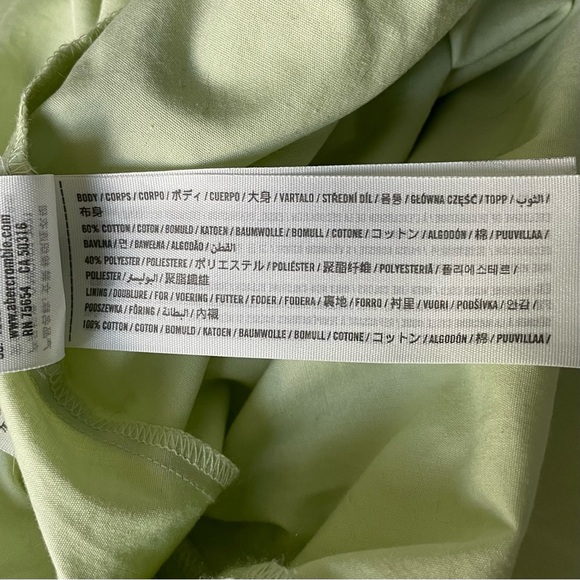 BODY / CORPS / CORPO / ボディ / CUERPO / 大身 / VARTALO / STŘEDNÍ DÍL / 몸통 / GŁÓWNA CZĘŚĆ / TOPP / الثوب /
布身
60% COTTON / COTON / BOMULD / KATOEN / BAUMWOLLE / BOMULL / COTONE / コットン / ALGODÓN / 棉 / PUUVILLAA /
BAVLNA / 면 / BAWEŁNA / ALGODÃO / القطن
40% POLYESTER / POLIESTERE / ポリエステル / POLIÉSTER / 聚酯纤维 / POLYESTERIÄ / 폴리에스테르 /
POLIESTER / البوليستر / 聚脂纖維
LINING / DOUBLURE / FOR / VOERING / FUTTER / FODER / FODERA / 裏地 / FORRO / 衬里 / VUORI / PODŠÍVKA / 안감 /
PODSZEWKA / FÔRING / البطانة / 內襯
100% COTTON / COTON / BOMULD / KATOEN / BAUMWOLLE / BOMULL / COTONE / コットン / ALGODÓN / 棉 / PUUVILLAA /
www.abercrombie.com
RN 75654 CA 50316